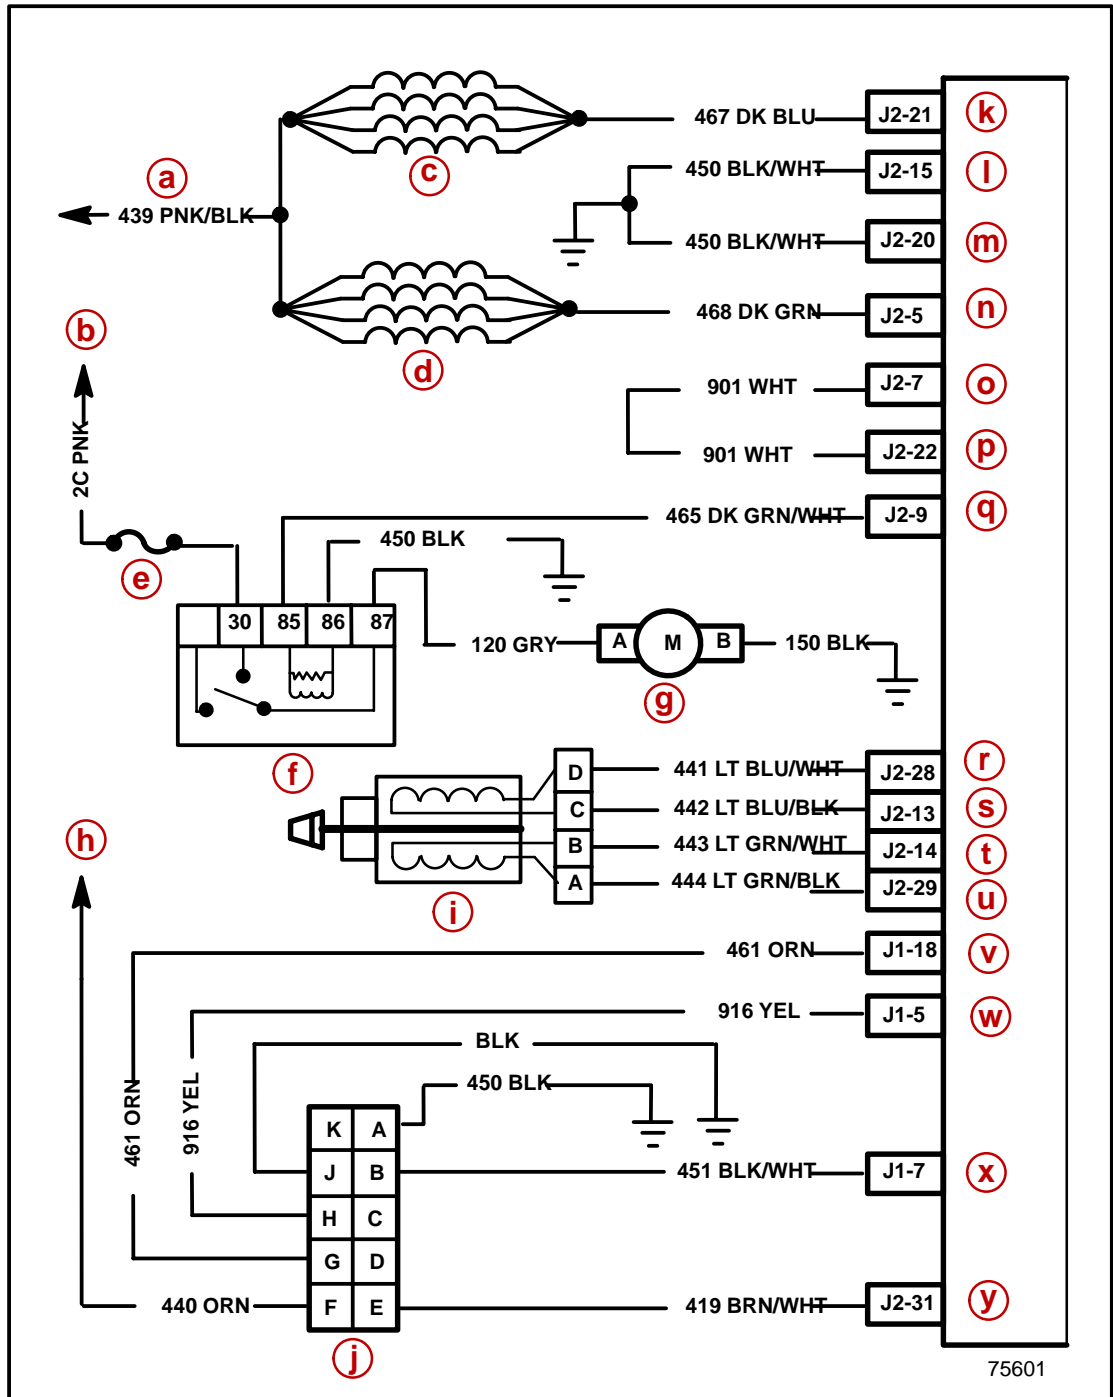 467 DK BLU
J2-21
k
a
c
450 BLK/WHT
J2-15
l
439 PNK/BLK
450 BLK/WHT
J2-20
m
b
468 DK GRN
J2-5
n
d
901 WHT
J2-7
o
2C PNK
901 WHT
J2-22
p
465 DK GRN/WHT
J2-9
q
450 BLK
e
30
85
86
87
120 GRY
A
M
B
150 BLK
g
f
D
441 LT BLU/WHT
J2-28
r
C
442 LT BLU/BLK
J2-13
s
h
B
443 LT GRN/WHT
J2-14
t
A
444 LT GRN/BLK
J2-29
u
i
461 ORN
J1-18
v
916 YEL
J1-5
w
BLK
450 BLK
461 ORN
916 YEL
K A
J B
451 BLK/WHT
J1-7
x
H C
G D
440 ORN
F E
419 BRN/WHT
J2-31
y
j
75601